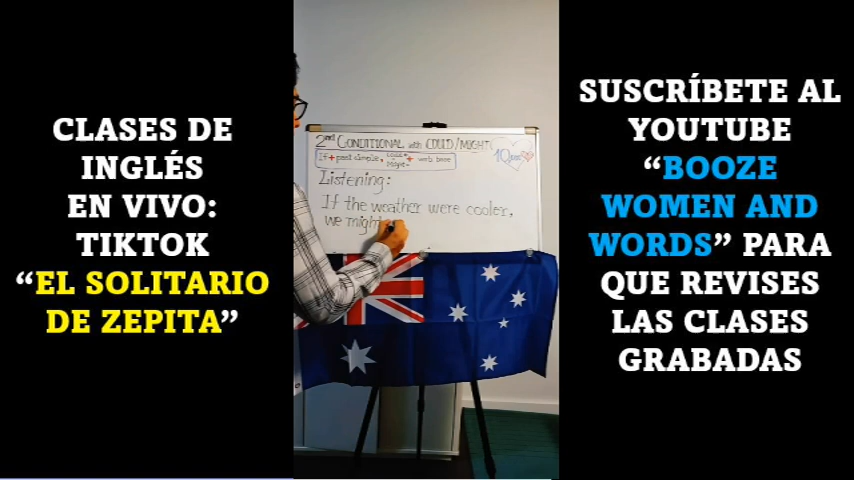 CLASES DE
INGLÉS
EN VIVO:
TIKTOK
“EL SOLITARIO
DE ZEPITA”
2nd CONDITIONAL with COULD/MIGHT
If + past simple, could might + verb base
Listening:
If the weather were cooler,
we might
SUSCRÍBETE AL
YOUTUBE
“BOOZE
WOMEN AND
WORDS” PARA
QUE REVISES
LAS CLASES
GRABADAS